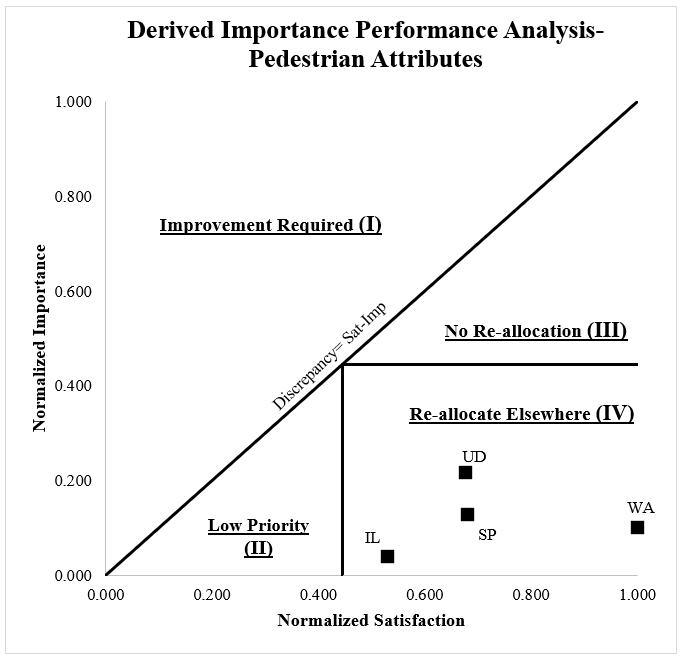 Derived Importance Performance Analysis-
Pedestrian Attributes
1.000
0.800
0.600
0.400
0.200
0.000
Normalized Importance
Improvement Required (I)
Discrepancy= Sat-Imp
No Re-allocation (III)
Re-allocate Elsewhere (IV)
UD
WA
Low Priority
(II)
IL
SP
0.000 0.200 0.400 0.600 0.800 1.000
Normalized Satisfaction